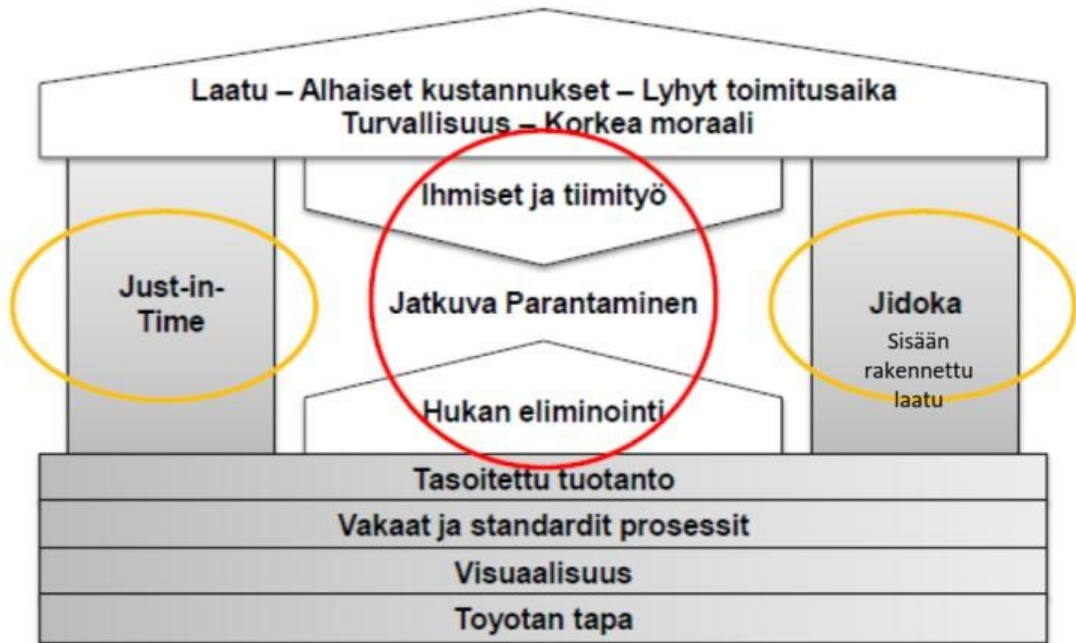 Laatu – Alhaiset kustannukset – Lyhyt toimitusaika
Turvallisuus – Korkea moraali
Ihmiset ja tiimityö
Just-in-
Time
Jatkuva Parantaminen
Jidoka
Sisään
rakennettu
laatu
Hukan eliminointi
Tasoitettu tuotanto
Vakaat ja standardit prosessit
Visuaalisuus
Toyotan tapa